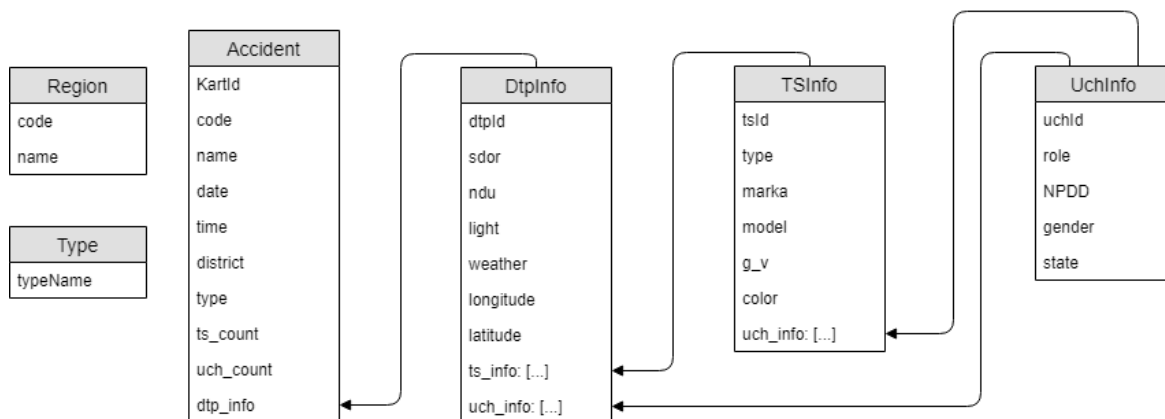 Region
code
name
Type
typeName
Accident
KartId
code
name
date
time
district
type
ts_count
uch_count
dtp_info
DtpInfo
dtpId
sdor
ndu
light
weather
longitude
latitude
ts_info: [...]
uch_info: [...]
TSInfo
tsId
type
marka
model
g_v
color
uch_info: [...]
UchInfo
uchId
role
NPDD
gender
state